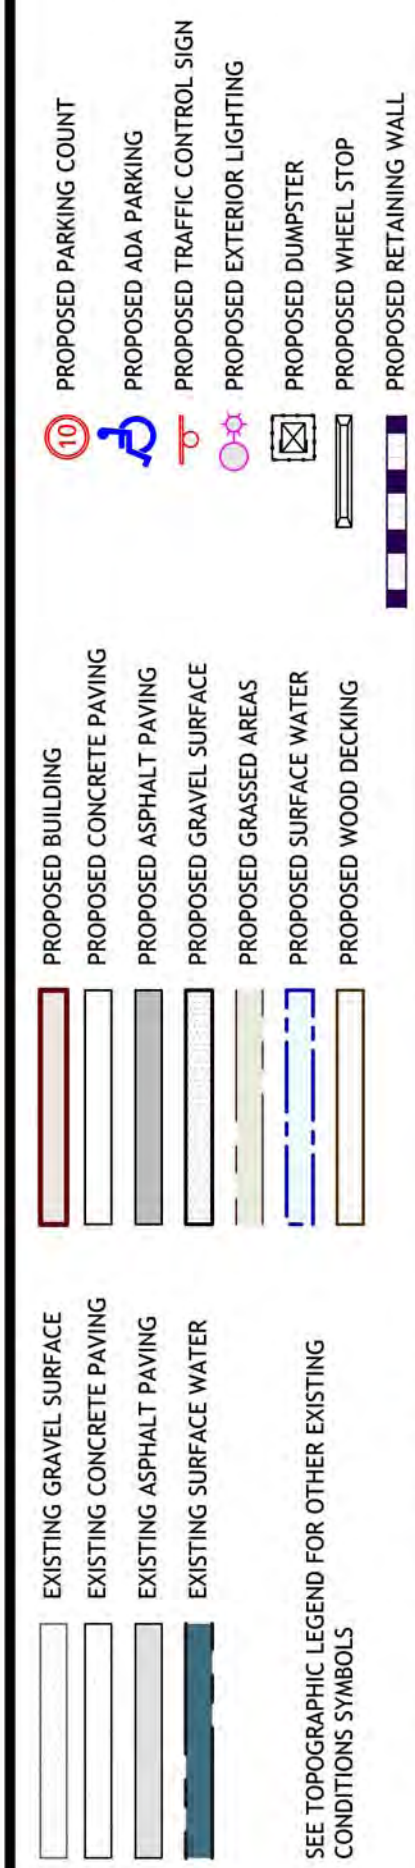 EXISTING GRAVEL SURFACE
EXISTING CONCRETE PAVING
EXISTING ASPHALT PAVING
EXISTING SURFACE WATER
SEE TOPOGRAPHIC LEGEND FOR OTHER EXISTING
CONDITIONS SYMBOLS
PROPOSED BUILDING
PROPOSED CONCRETE PAVING
PROPOSED ASPHALT PAVING
PROPOSED GRAVEL SURFACE
PROPOSED GRASSED AREAS
PROPOSED SURFACE WATER
PROPOSED WOOD DECKING
10 PROPOSED PARKING COUNT
PROPOSED ADA PARKING
PROPOSED TRAFFIC CONTROL SIGN
PROPOSED EXTERIOR LIGHTING
PROPOSED DUMPSTER
PROPOSED WHEEL STOP
PROPOSED RETAINING WALL